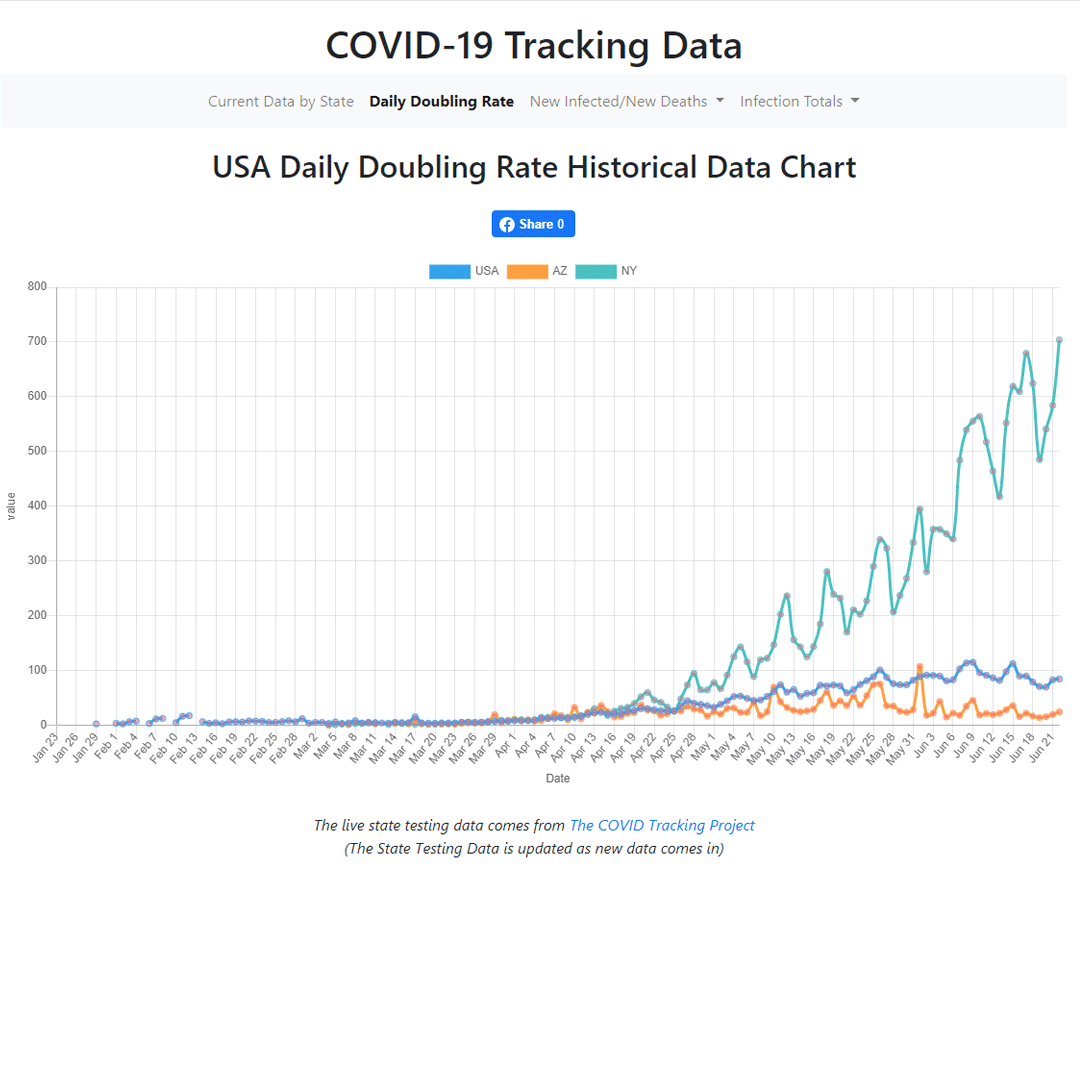 COVID-19 Tracking Data
Current Data by State Daily Doubling Rate New Infected/New Deaths Infection Totals
USA Daily Doubling Rate Historical Data Chart
Share 0
USA AZ NY
800
700
600
500
400
300
200
100
0
value
Jan 23 Jan 26 Jan 29 Feb 1 Feb 4 Feb 7 Feb 10 Feb 13 Feb 16 Feb 19 Feb 22 Feb 25 Feb 28 Mar 2 Mar 5 Mar 8 Mar 11 Mar 14 Mar 17 Mar 20 Mar 23 Mar 26 Mar 29 Apr 1 Apr 4 Apr 7 Apr 10 Apr 13 Apr 16 Apr 19 Apr 22 Apr 25 Apr 28 May 1 May 4 May 7 May 10 May 13 May 16 May 19 May 22 May 25 May 28 May 31 Jun 3 Jun 6 Jun 9 Jun 12 Jun 15 Jun 18 Jun 21
Date
The live state testing data comes from The COVID Tracking Project
(The State Testing Data is updated as new data comes in)